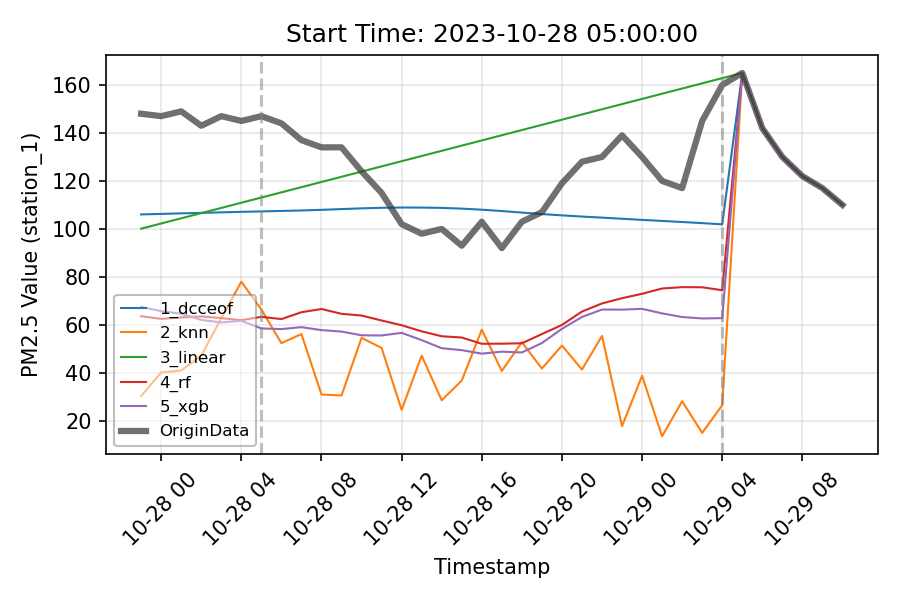 Start Time: 2023-10-28 05:00:00
PM2.5 Value (station_1)
160
140
120
100
80
60
40
20
1_dcceof
2_knn
3_linear
4_rf
5_xgb
OriginData
10-28 00
10-28 04
10-28 08
10-28 12
10-28 16
10-28 20
10-29 00
10-29 04
10-29 08
Timestamp